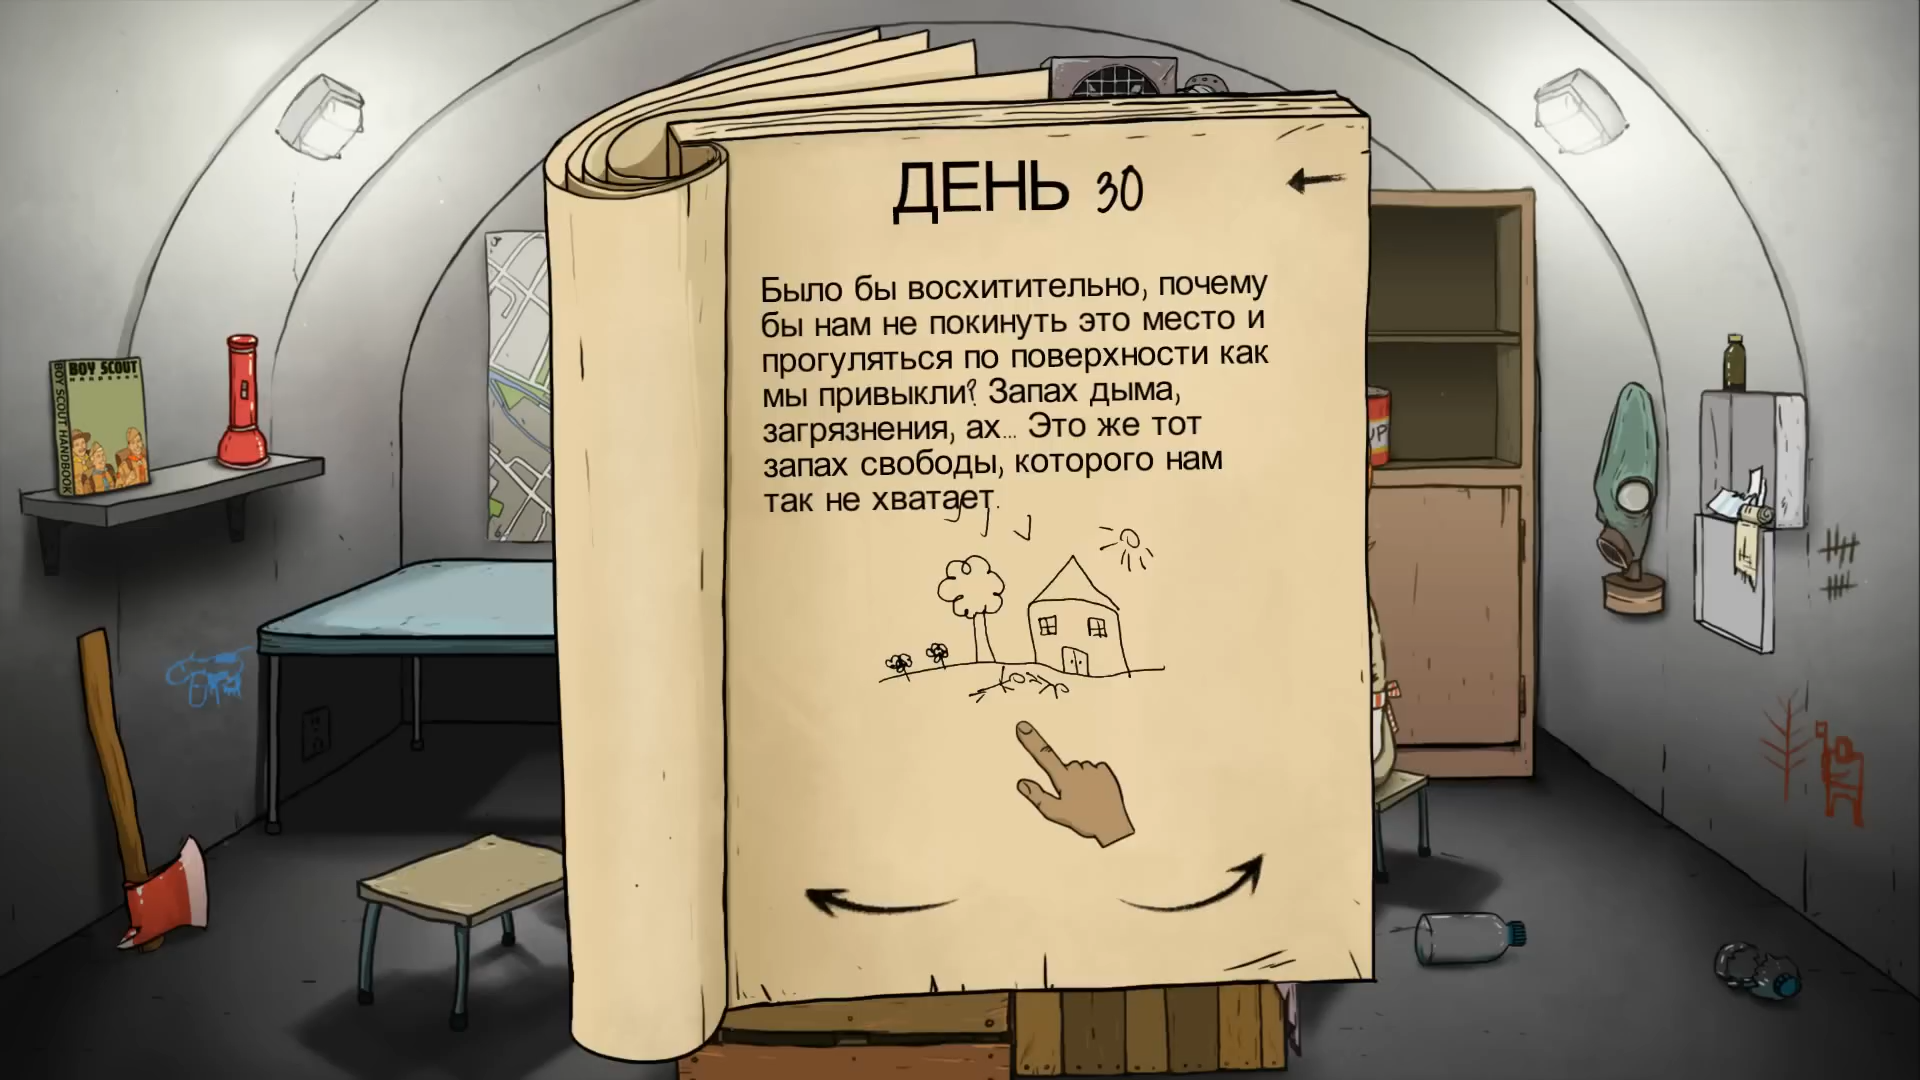 BOY SCOUT
HANDBOOK
BOY SCOUT HANDBOOK
ДЕНЬ 30
Было бы восхитительно, почему
бы нам не покинуть это место и
прогуляться по поверхности как
мы привыкли? Запах дыма,
загрязнения, ах... Это же тот
запах свободы, которого нам
так не хватает.